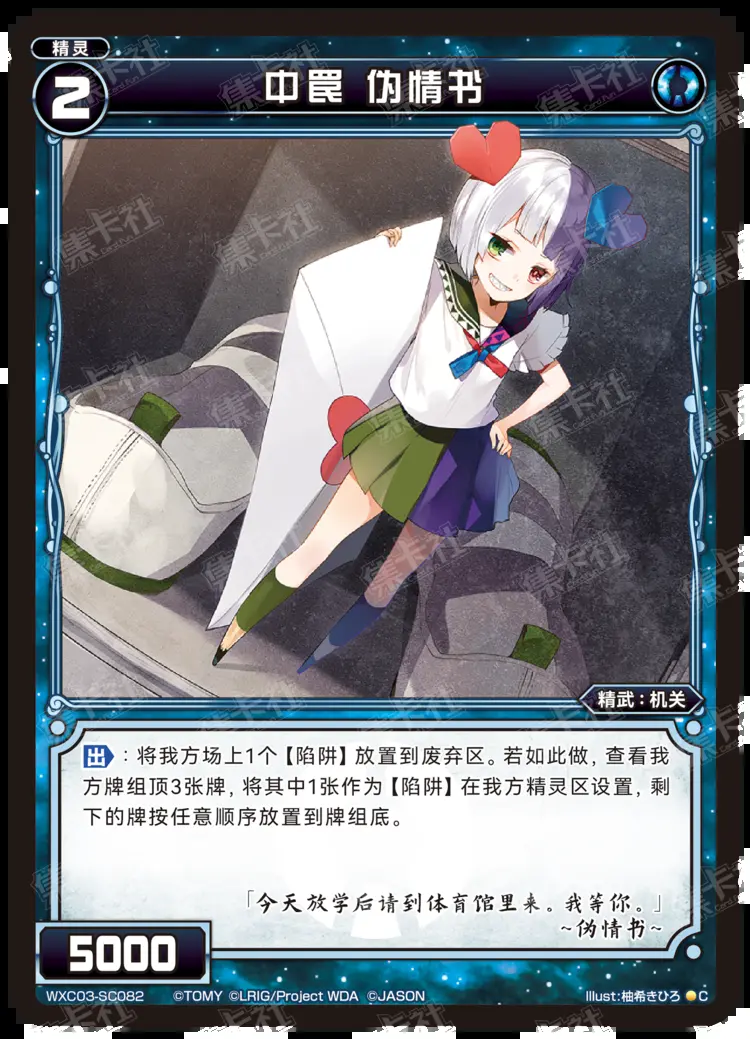 精灵
2
中罠 伪情书
精武：机关
出：将我方场上1个【陷阱】放置到废弃区。若如此做，查看我
方牌组顶3张牌，将其中1张作为【陷阱】在我方精灵区设置，剩
下的牌按任意顺序放置到牌组底。
「今天放学后请到体育馆里来。我等你。」
~伪情书~
5000
WXC03-SC082 ©TOMY ©LRIG/Project WDA ©JASON
Illust:柚希きひろ C
集卡社